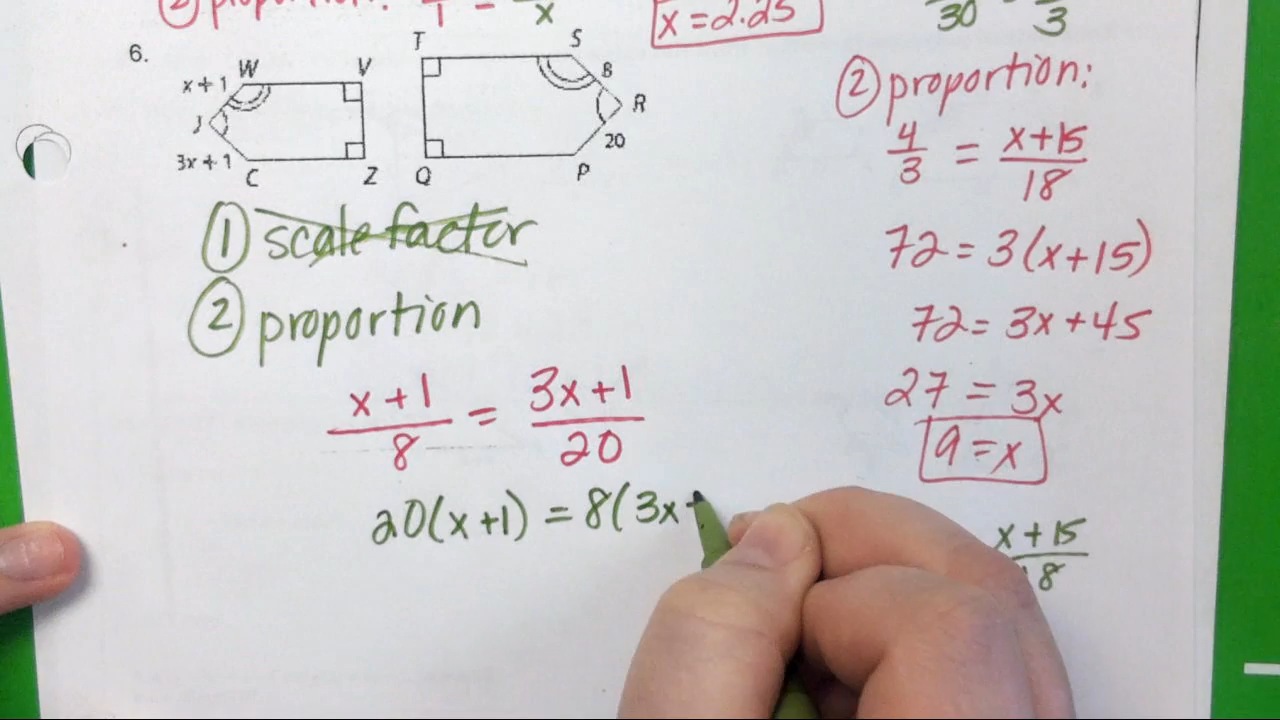 ② proportion:
x
x = 2.25
30
3
6.
T
S
W
V
x + 1
B
R
J
20
3x + 1
C
Z
Q
P
① scale factor
② proportion
x + 1 / 8 = 3x + 1 / 20
20(x + 1) = 8(3x
② proportion:
4/3 = x + 15 / 18
72 = 3(x + 15)
72 = 3x + 45
27 = 3x
9 = x
x + 15
8